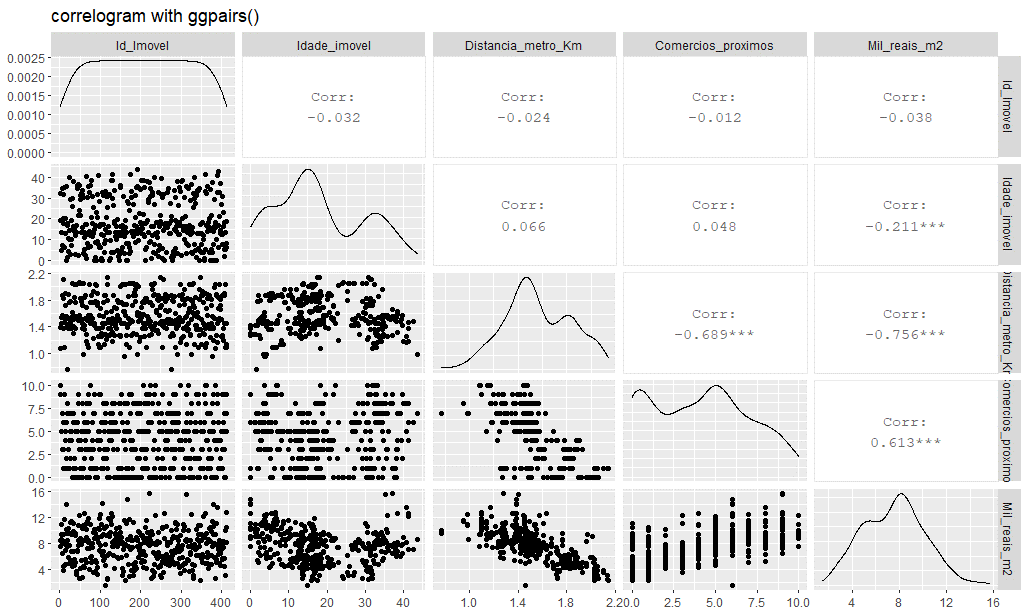 correlogram with ggpairs()
Id_Imovel Idade_imovel Distancia_metro_Km Comercios_proximos Mil_reais_m2
0.0025
0.0020
0.0015
0.0010
0.0005
0.0000
Corr:
-0.032
Corr:
-0.024
Corr:
-0.012
Corr:
-0.038
Id_Imovel
40
30
20
10
0
Corr:
0.066
Corr:
0.048
Corr:
-0.211***
Idade_imovel
2.2
1.8
1.4
1.0
Corr:
-0.689***
Corr:
-0.756***
Distancia_metro_Km
10.0
7.5
5.0
2.5
0.0
Corr:
0.613***
Comercios_proximos
16
12
8
4
Mil_reais_m2
0 100 200 300 400 0 10 20 30 40 1.0 1.4 1.8 2.2 0.0 2.5 5.0 7.5 10.0 4 8 12 16